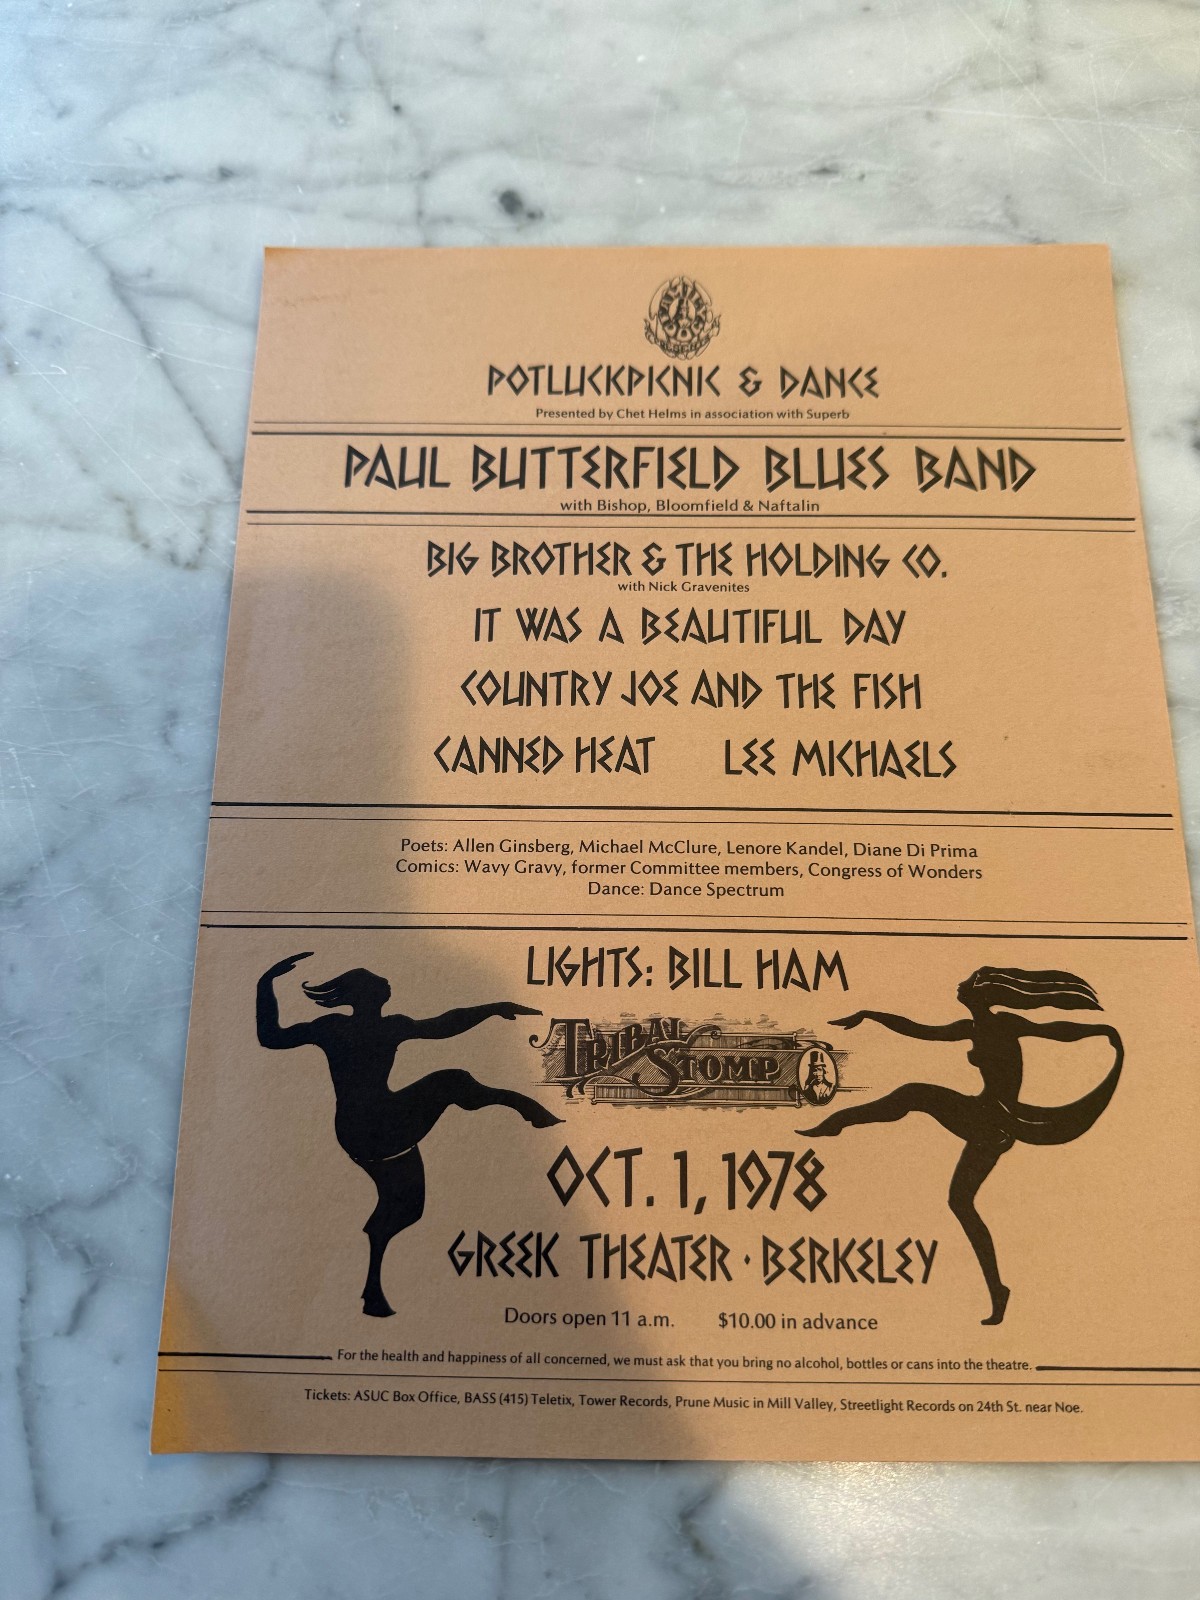 POTLUCKPICNIC & DANCE
Presented by Chet Helms in association with Superb
PAUL BUTTERFIELD BLUES BAND
with Bishop, Bloomfield & Naftalin
BIG BROTHER & THE HOLDING CO.
with Nick Gravenites
IT WAS A BEAUTIFUL DAY
COUNTRY JOE AND THE FISH
CANNED HEAT LEE MICHAELS
Poets: Allen Ginsberg, Michael McClure, Lenore Kandel, Diane Di Prima
Comics: Wavy Gravy, former Committee members, Congress of Wonders
Dance: Dance Spectrum
LIGHTS: BILL HAM
TRIBAL STOMP
OCT. 1, 1978
GREEK THEATER · BERKELEY
Doors open 11 a.m. $10.00 in advance
For the health and happiness of all concerned, we must ask that you bring no alcohol, bottles or cans into the theatre.
Tickets: ASUC Box Office, BASS (415) Teletix, Tower Records, Prune Music in Mill Valley, Streetlight Records on 24th St. near Noe.